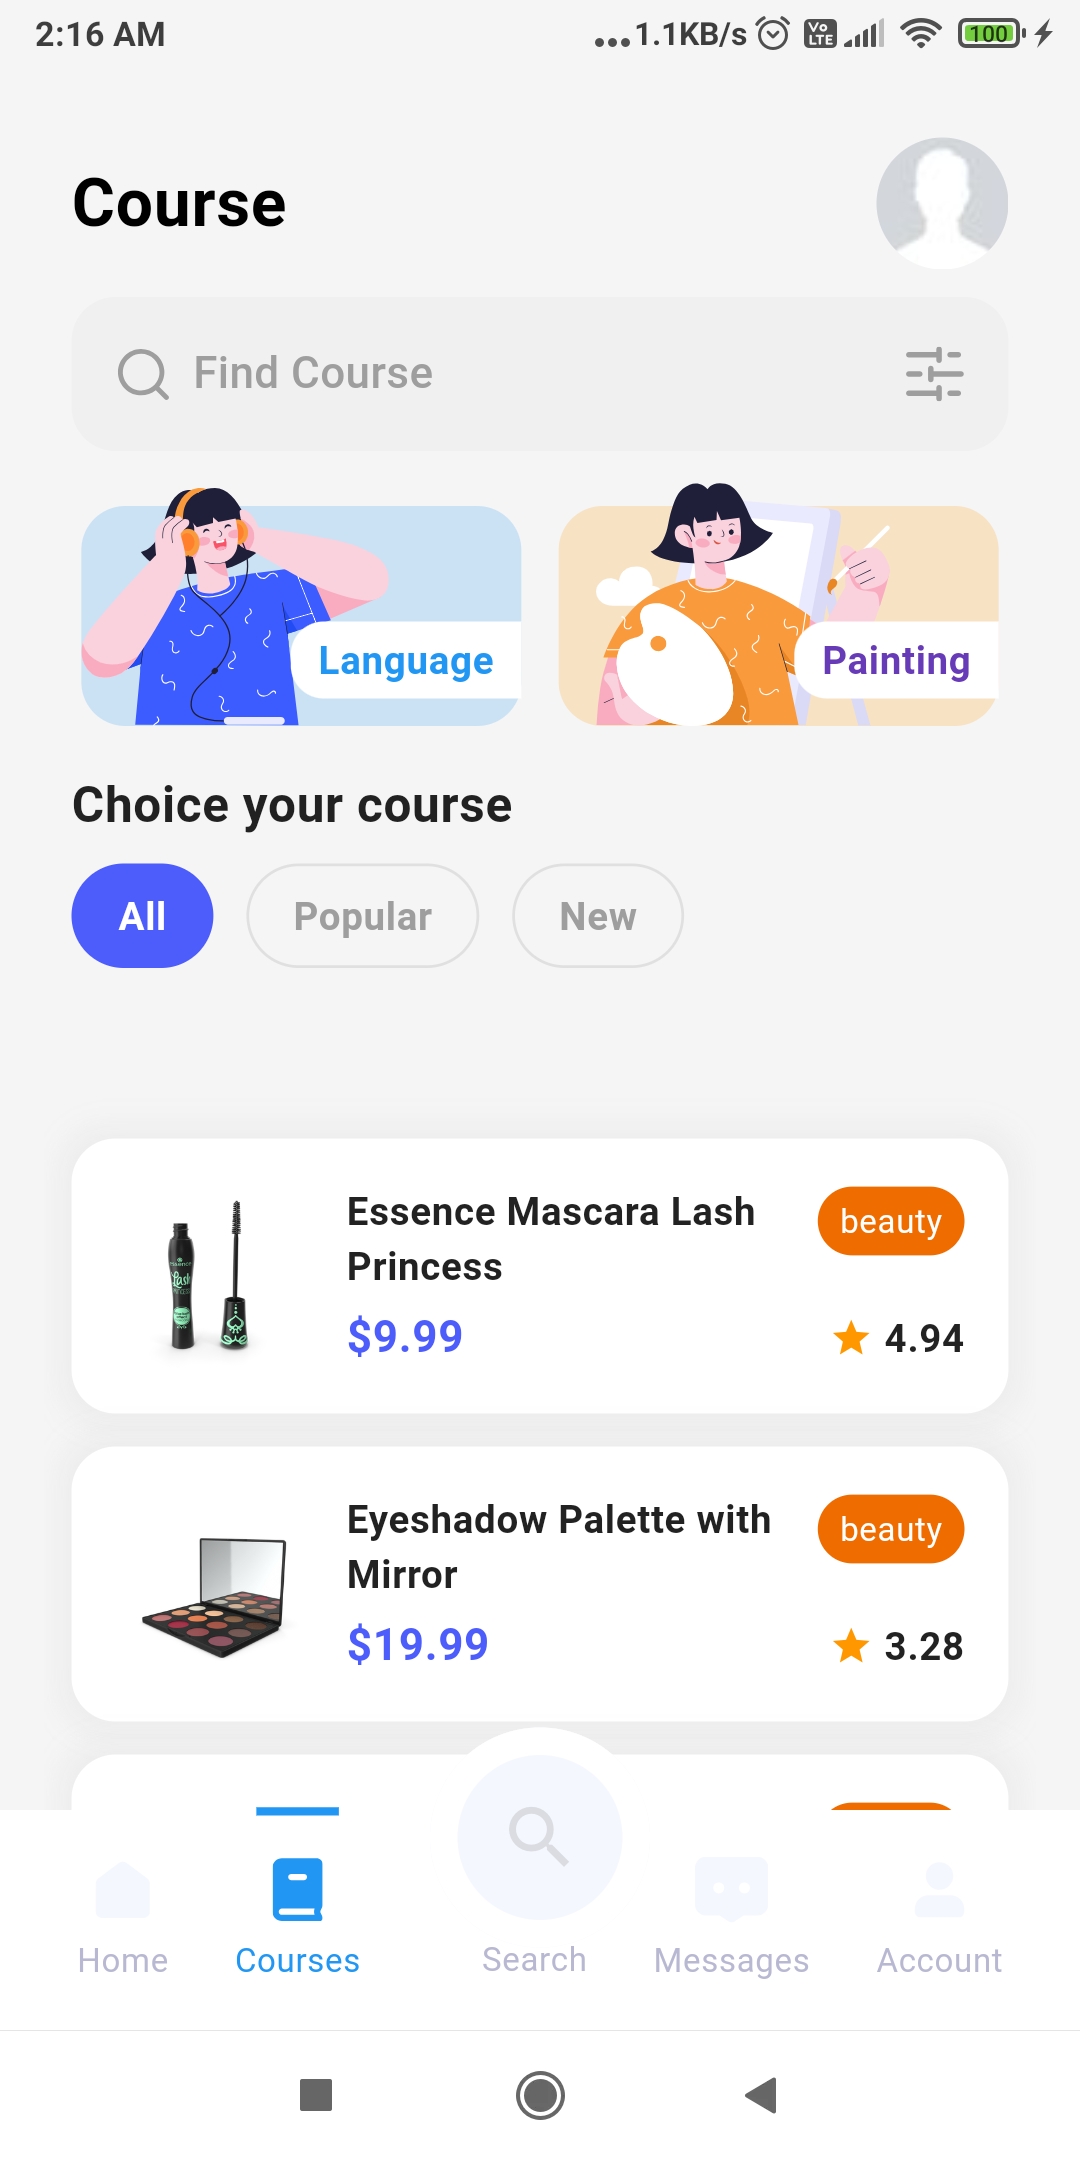 2:16 AM
...1.1KB/s
Vo
LTE
100
Course
Find Course
Language
Painting
Choice your course
All
Popular
New
Essence Mascara Lash
Princess
beauty
$9.99
4.94
Eyeshadow Palette with
Mirror
beauty
$19.99
3.28
Home
Courses
Search
Messages
Account